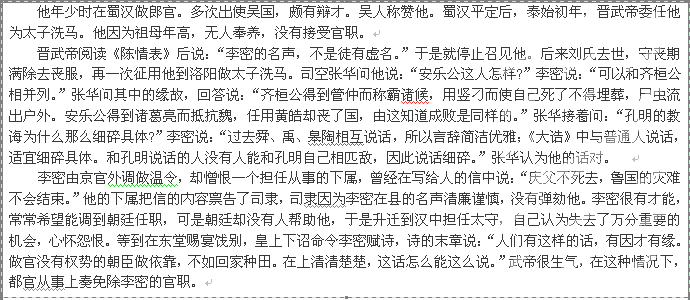 他年少时在蜀汉做郎官。多次出使吴国，颇有辩才。吴人称赞他。蜀汉平定后，泰始初年，晋武帝委任他
为太子洗马。他因为祖母年高，无人奉养，没有接受官职。
晋武帝阅读《陈情表》后说：“李密的名声，不是徒有虚名。”于是就停止召见他。后来刘氏去世，守丧期
满除去丧服，再一次征用他到洛阳做太子洗马。司空张华问他说：“安乐公这人怎样?”李密说：“可以和齐桓公
相并列。”张华问其中的缘故，回答说：“齐桓公得到管仲而称霸诸候，用竖刁而使自己死了不得埋葬，尸虫流
出户外。安乐公得到诸葛亮而抵抗魏，任用黄皓却丧了国，由这知道成败是同样的。”张华接着问：“孔明的教
诲为什么那么细碎具体?”李密说：“过去舜、禹、皋陶相互说话，所以言辞简洁优雅；《大诰》中与普通人说话，
适宜细碎具体。和孔明说话的人没有人能和孔明自己相匹敌，因此说话细碎。”张华认为他的话对。
李密由京官外调做温令，却憎恨一个担任从事的下属，曾经在写给人的信中说：“庆父不死去，鲁国的灾难
不会结束。”他的下属把信的内容禀告了司隶，司隶因为李密在县的名声清廉谨慎，没有弹劾他。李密很有才能，
常常希望能调到朝廷任职，可是朝廷却没有人帮助他，于是升迁到汉中担任太守，自己认为失去了万分重要的
机会，心怀怨恨。等到在东堂赐宴饯别，皇上下诏命令李密赋诗，诗的末章说：“人们有这样的话，有因才有缘。
做官没有权势的朝臣做依靠，不如回家种田。在上清清楚楚，这话怎么能这么说。”武帝很生气，在这种情况下，
都官从事上奏免除李密的官职。